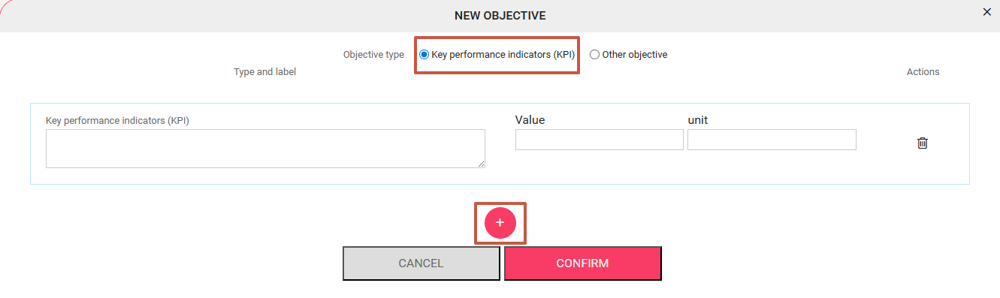 NEW OBJECTIVE
Objective type Key performance indicators (KPI) Other objective
Type and label Actions
Key performance indicators (KPI) Value unit
+
CANCEL CONFIRM